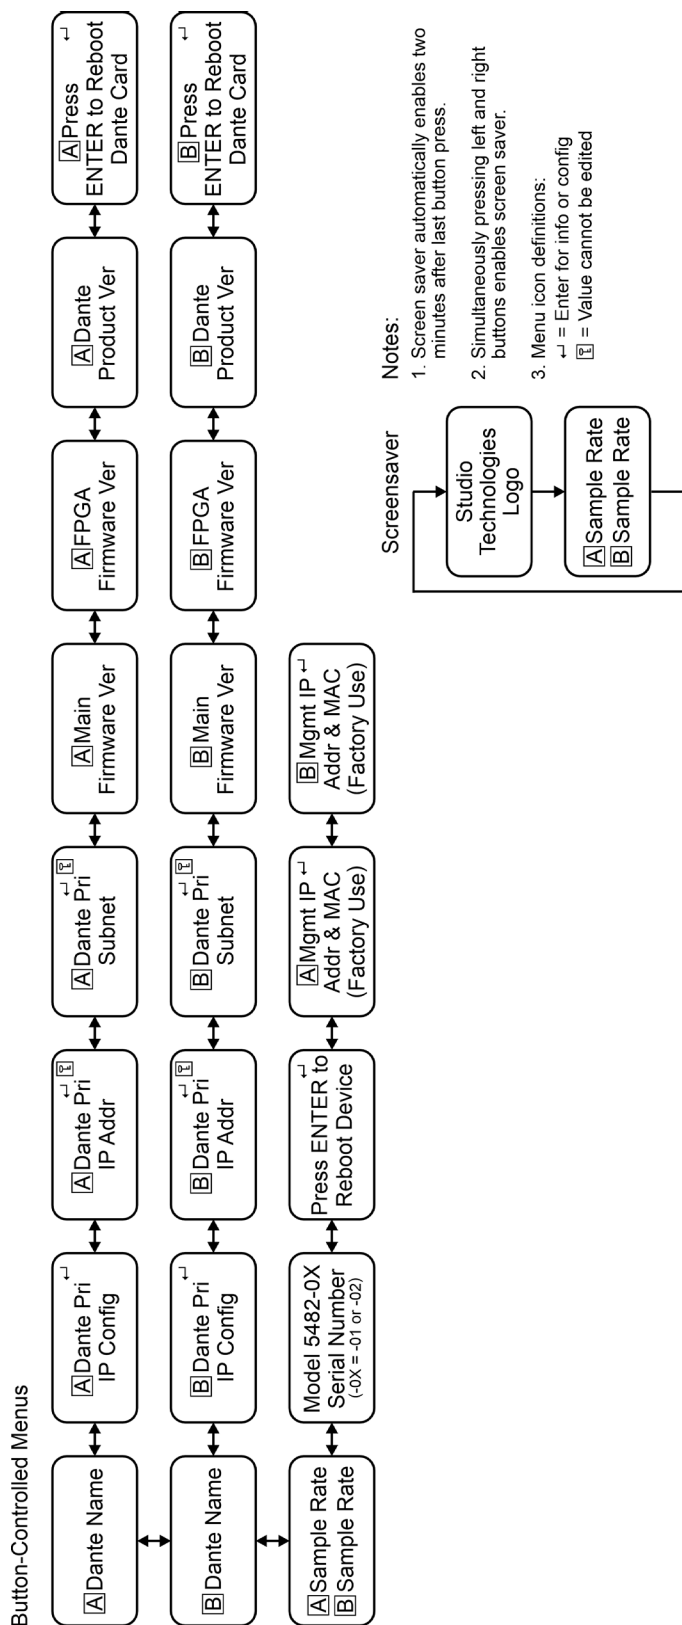 Button-Controlled Menus
A Dante Name
A Dante Pri ↵
IP Config
A Dante Pri ↵
IP Addr
A Dante Pri ↵
Subnet
A Main
Firmware Ver
A FPGA
Firmware Ver
A Dante
Product Ver
A Press ↵
ENTER to Reboot
Dante Card
B Dante Name
B Dante Pri ↵
IP Config
B Dante Pri ↵
IP Addr
B Dante Pri ↵
Subnet
B Main
Firmware Ver
B FPGA
Firmware Ver
B Dante
Product Ver
B Press ↵
ENTER to Reboot
Dante Card
A Sample Rate
B Sample Rate
Model 5482-0X
Serial Number
(-0X = -01 or -02)
Press ENTER to ↵
Reboot Device
A Mgmt IP ↵
Addr & MAC
(Factory Use)
B Mgmt IP ↵
Addr & MAC
(Factory Use)
Screensaver
Studio
Technologies
Logo
A Sample Rate
B Sample Rate
Notes:
1. Screen saver automatically enables two
minutes after last button press.
2. Simultaneously pressing left and right
buttons enables screen saver.
3. Menu icon definitions:
↵ = Enter for info or config
= Value cannot be edited